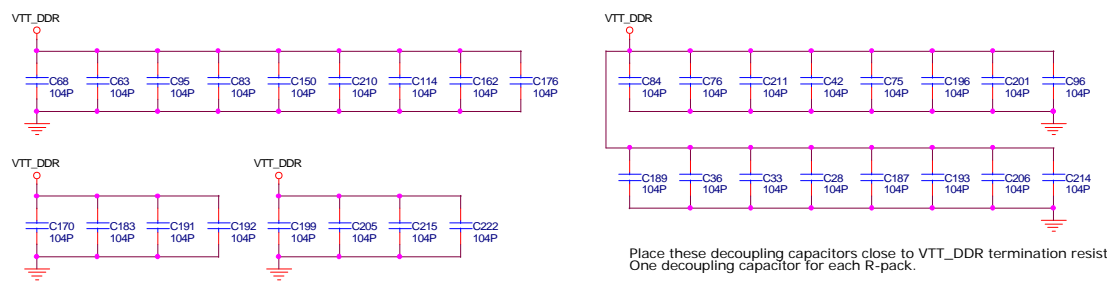 VTT_DDR
C68 C63 C95 C83 C150 C210 C114 C162 C176
104P 104P 104P 104P 104P 104P 104P 104P 104P
VTT_DDR VTT_DDR
C170 C183 C191 C192 C199 C205 C215 C222
104P 104P 104P 104P 104P 104P 104P 104P
VTT_DDR
C84 C76 C211 C42 C75 C196 C201 C96
104P 104P 104P 104P 104P 104P 104P 104P
C189 C36 C33 C28 C187 C193 C206 C214
104P 104P 104P 104P 104P 104P 104P 104P
Place these decoupling capacitors close to VTT_DDR termination resist
One decoupling capacitor for each R-pack.